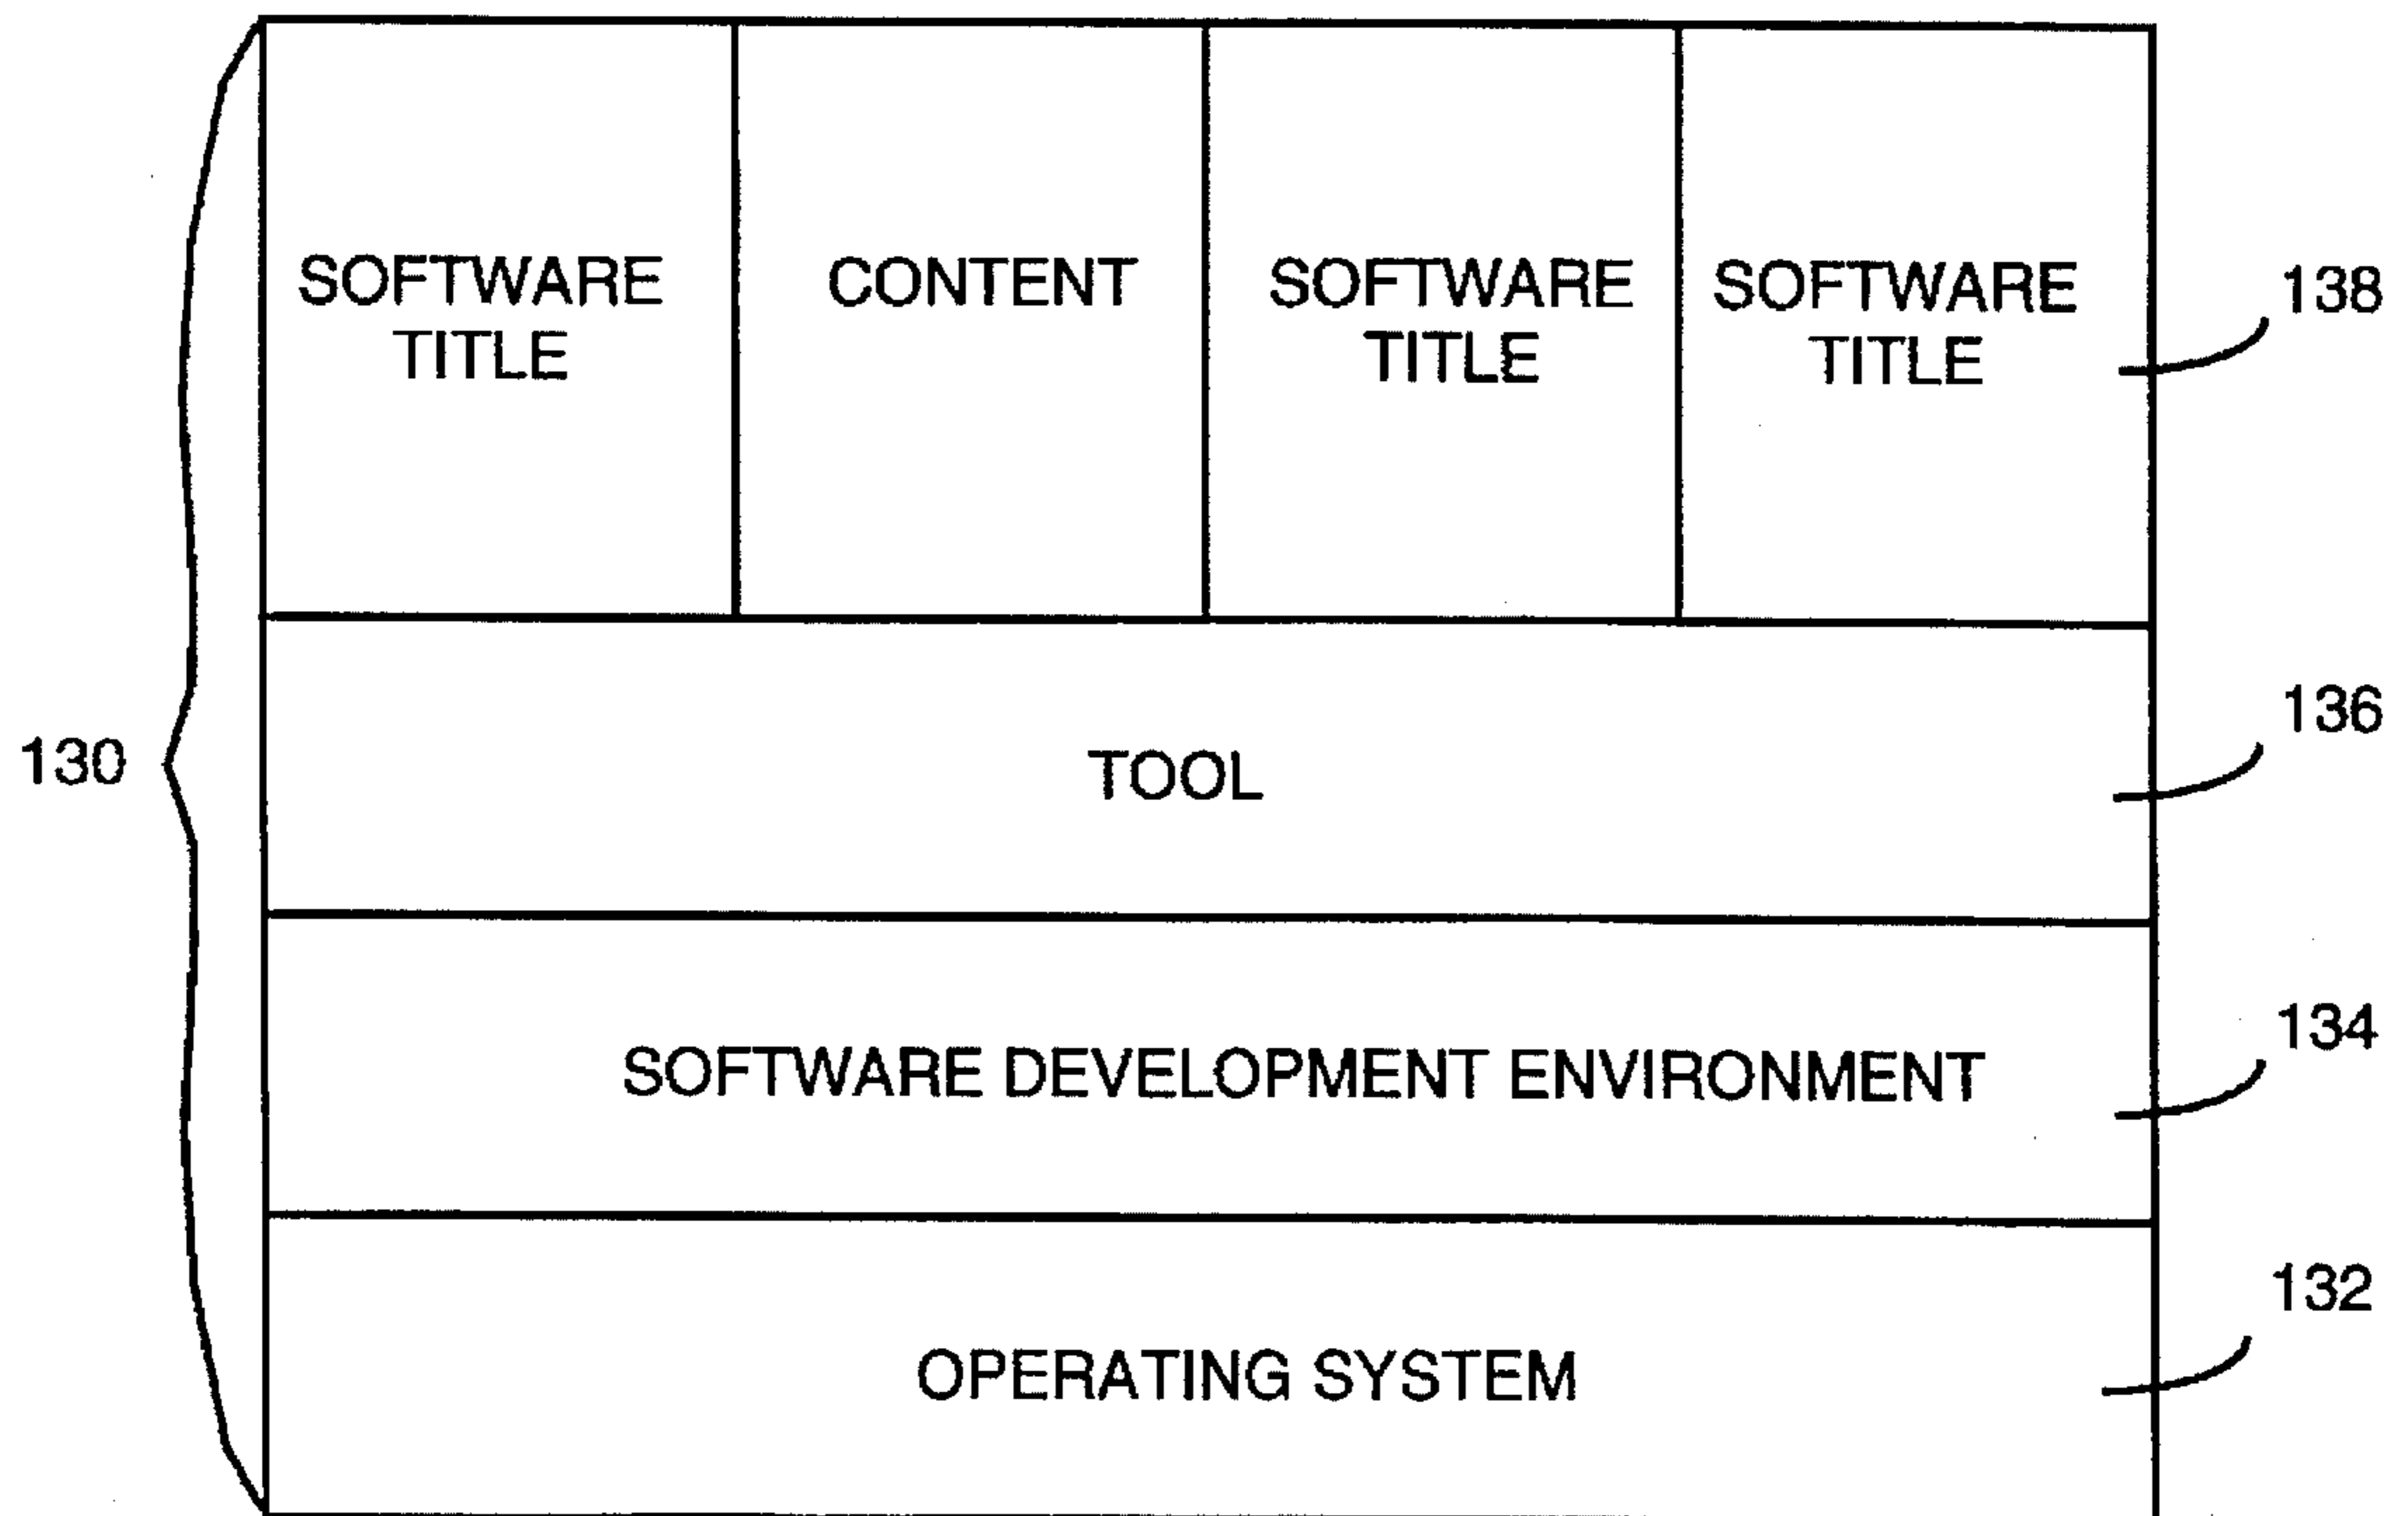 SOFTWARE TITLE
CONTENT
SOFTWARE TITLE
SOFTWARE TITLE
138
TOOL
136
130
SOFTWARE DEVELOPMENT ENVIRONMENT
134
OPERATING SYSTEM
132